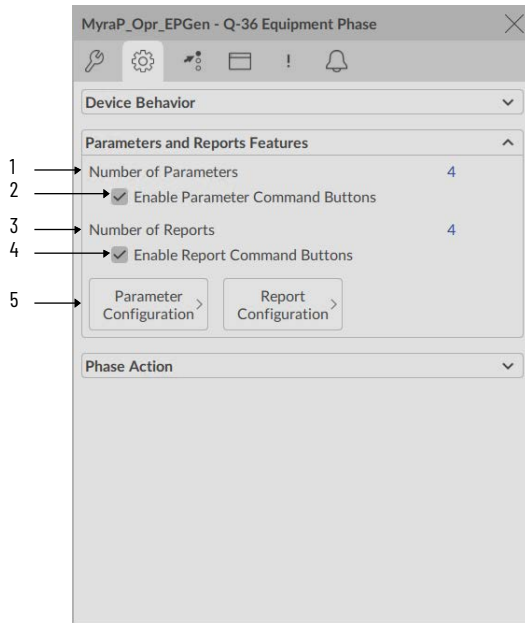 MyraP_Opr_EPGen - Q-36 Equipment Phase
!
Device Behavior
Parameters and Reports Features
1
Number of Parameters 4
2
Enable Parameter Command Buttons
3
Number of Reports 4
4
Enable Report Command Buttons
5
Parameter
Configuration
Report
Configuration
Phase Action